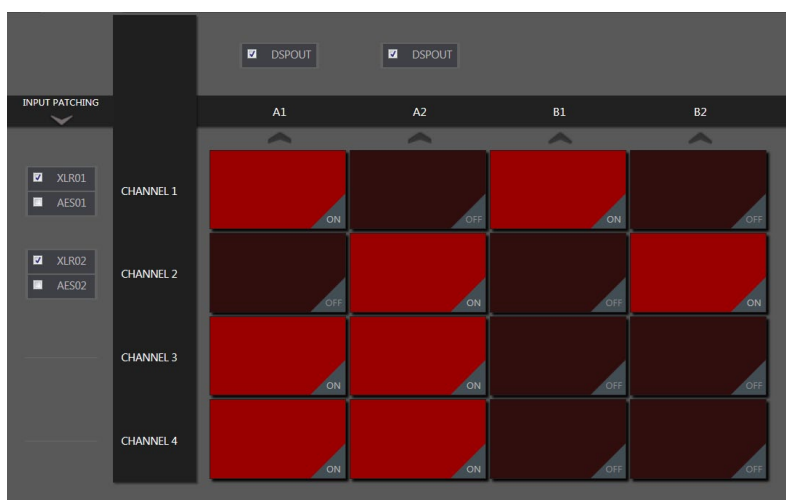 DSPOUT DSPOUT
INPUT PATCHING
A1 A2 B1 B2
XLR01
AES01
CHANNEL 1
ON OFF ON OFF
XLR02
AES02
CHANNEL 2
OFF ON OFF ON
CHANNEL 3
ON ON OFF OFF
CHANNEL 4
ON ON OFF OFF